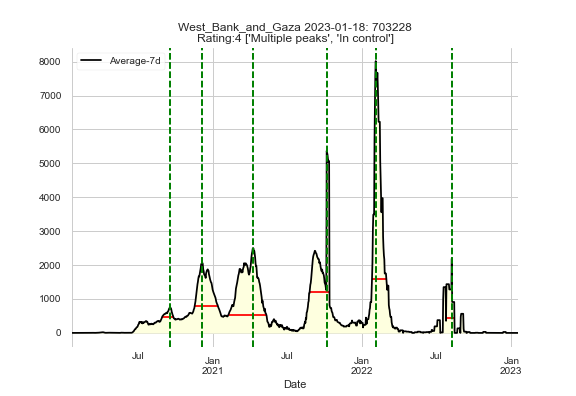 West_Bank_and_Gaza 2023-01-18: 703228
Rating:4 ['Multiple peaks', 'In control']
Average-7d
8000
7000
6000
5000
4000
3000
2000
1000
0
Jul
Jan
2021
Jul
Jan
2022
Jul
Jan
2023
Date